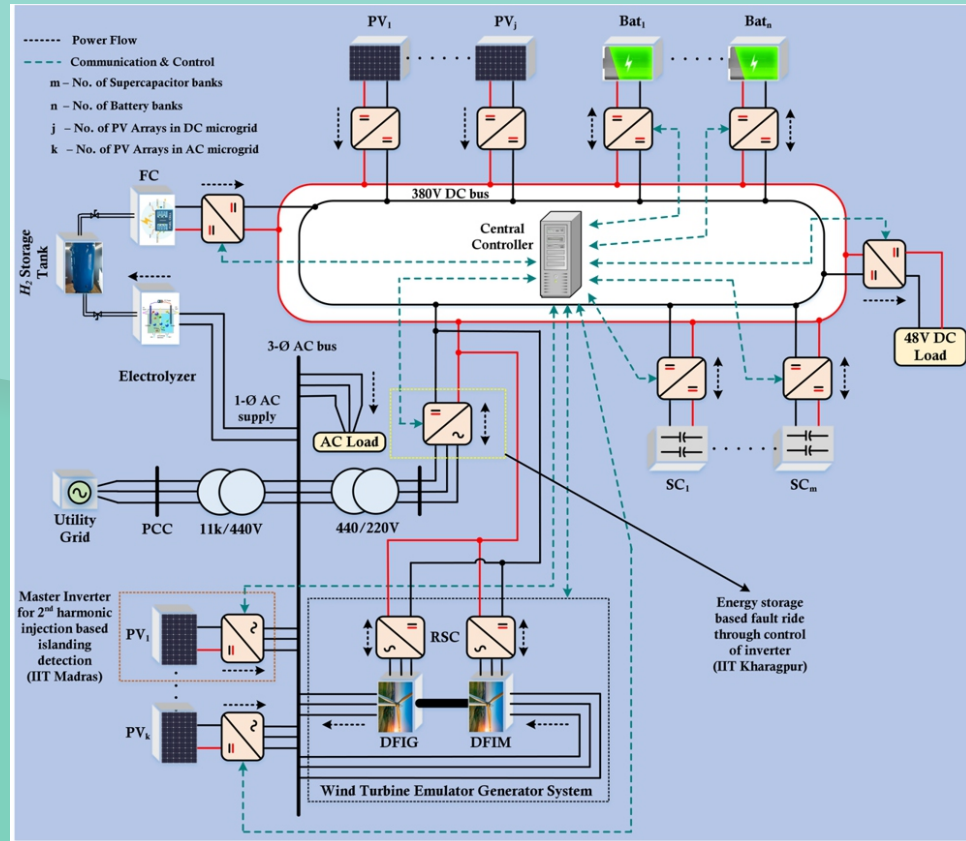 Power Flow
Communication & Control
m – No. of Supercapacitor banks
n – No. of Battery banks
j – No. of PV Arrays in DC microgrid
k – No. of PV Arrays in AC microgrid
PV₁
PVⱼ
Bat₁
Batₙ
FC
380V DC bus
H₂ Storage
Tank
Central
Controller
48V DC
Load
Electrolyzer
3-Ø AC bus
1-Ø AC
supply
AC Load
SC₁
SCₘ
Utility
Grid
PCC
11k/440V
440/220V
Master Inverter
for 2ⁿᵈ harmonic
injection based
islanding
detection
(IIT Madras)
PV₁
RSC
Energy storage
based fault ride
through control
of inverter
(IIT Kharagpur)
PVₖ
DFIG
DFIM
Wind Turbine Emulator Generator System